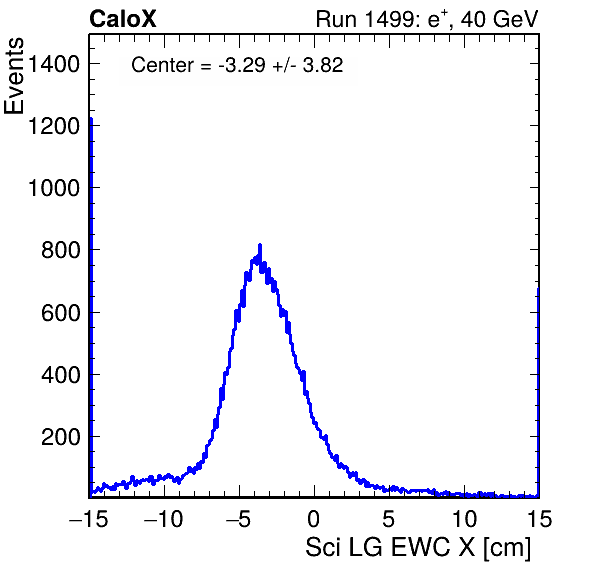 CaloX Run 1499: e⁺, 40 GeV
Center = -3.29 +/- 3.82
Events
1400
1200
1000
800
600
400
200
−15 −10 −5 0 5 10 15
Sci LG EWC X [cm]